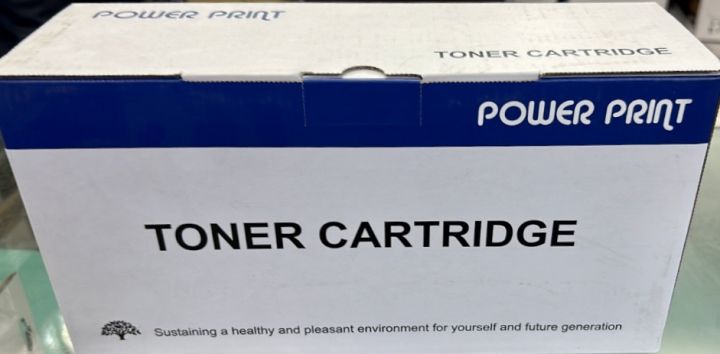 POWER PRINT
TONER CARTRIDGE
POWER PRINT
TONER CARTRIDGE
Sustaining a healthy and pleasant environment for yourself and future generation